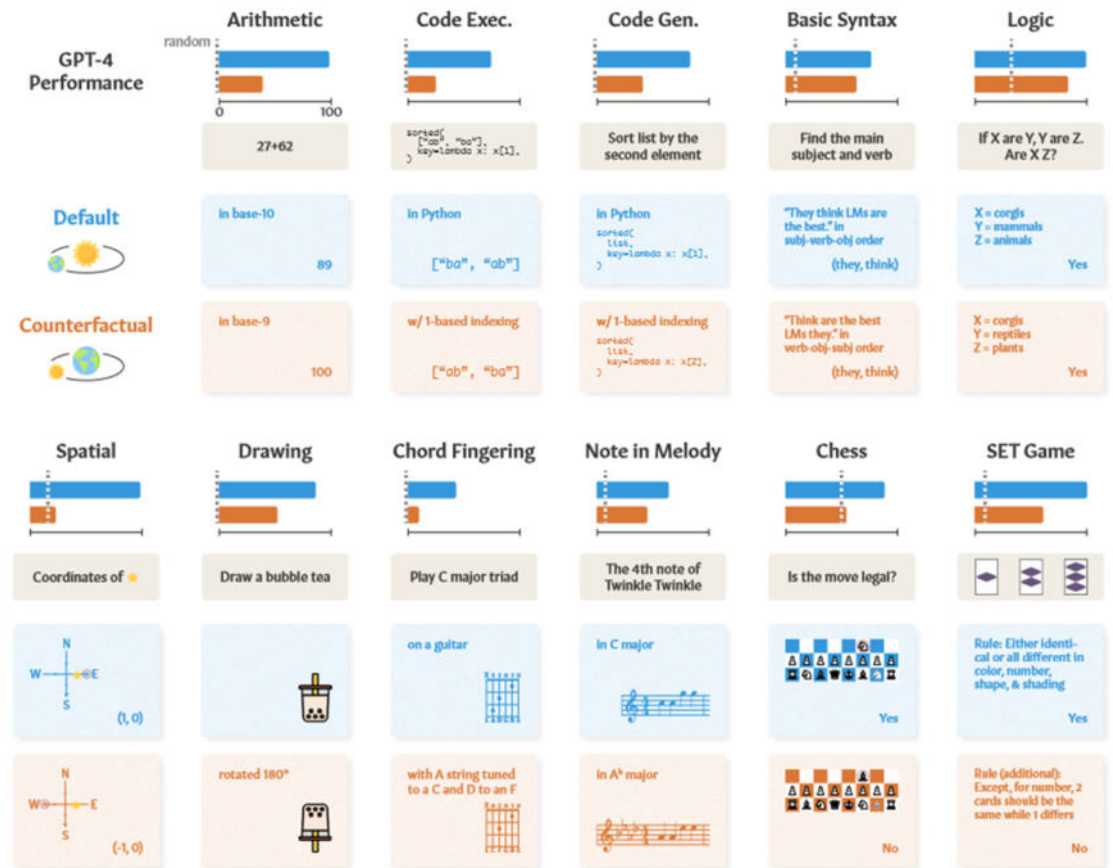 Arithmetic
Code Exec.
Code Gen.
Basic Syntax
Logic
random
GPT-4
Performance
0
100
27+62
sorted(
["ab", "ba"],
key=lambda x: x[1],
)
Sort list by the
second element
Find the main
subject and verb
If X are Y, Y are Z.
Are X Z?
Default
in base-10
89
in Python
["ba", "ab"]
in Python
sorted(
list,
key=lambda x: x[1],
)
"They think LMs are
the best." in
subj-verb-obj order
(they, think)
X = corgis
Y = mammals
Z = animals
Yes
Counterfactual
in base-9
100
w/ 1-based indexing
["ab", "ba"]
w/ 1-based indexing
sorted(
list,
key=lambda x: x[2],
)
"Think are the best
LMs they." in
verb-obj-subj order
(they, think)
X = corgis
Y = reptiles
Z = plants
Yes
Spatial
Drawing
Chord Fingering
Note in Melody
Chess
SET Game
Coordinates of
Draw a bubble tea
Play C major triad
The 4th note of
Twinkle Twinkle
Is the move legal?
N
W
E
S
(1, 0)
on a guitar
in C major
Yes
Rule: Either identi-
cal or all different in
color, number,
shape, & shading
Yes
N
W
E
S
(-1, 0)
rotated 180°
with A string tuned
to a C and D to an F
in A♭ major
No
Rule (additional):
Except, for number, 2
cards should be the
same while 1 differs
No